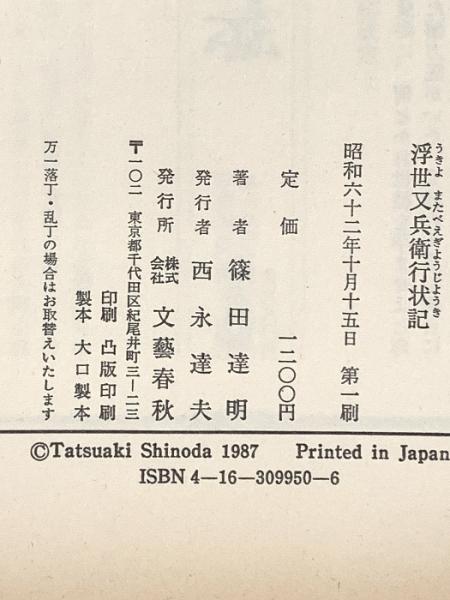 うきよ またべえぎようじようき
浮世又兵衛行状記
昭和六十二年十月十五日 第一刷
定価 一二〇〇円
著者 篠田達明
発行者 西永達夫
発行所 株式会社 文藝春秋
〒一〇二 東京都千代田区紀尾井町三―二三
印刷 凸版印刷
製本 大口製本
万一落丁・乱丁の場合はお取替えいたします
©Tatsuaki Shinoda 1987 Printed in Japan
ISBN 4―16―309950―6